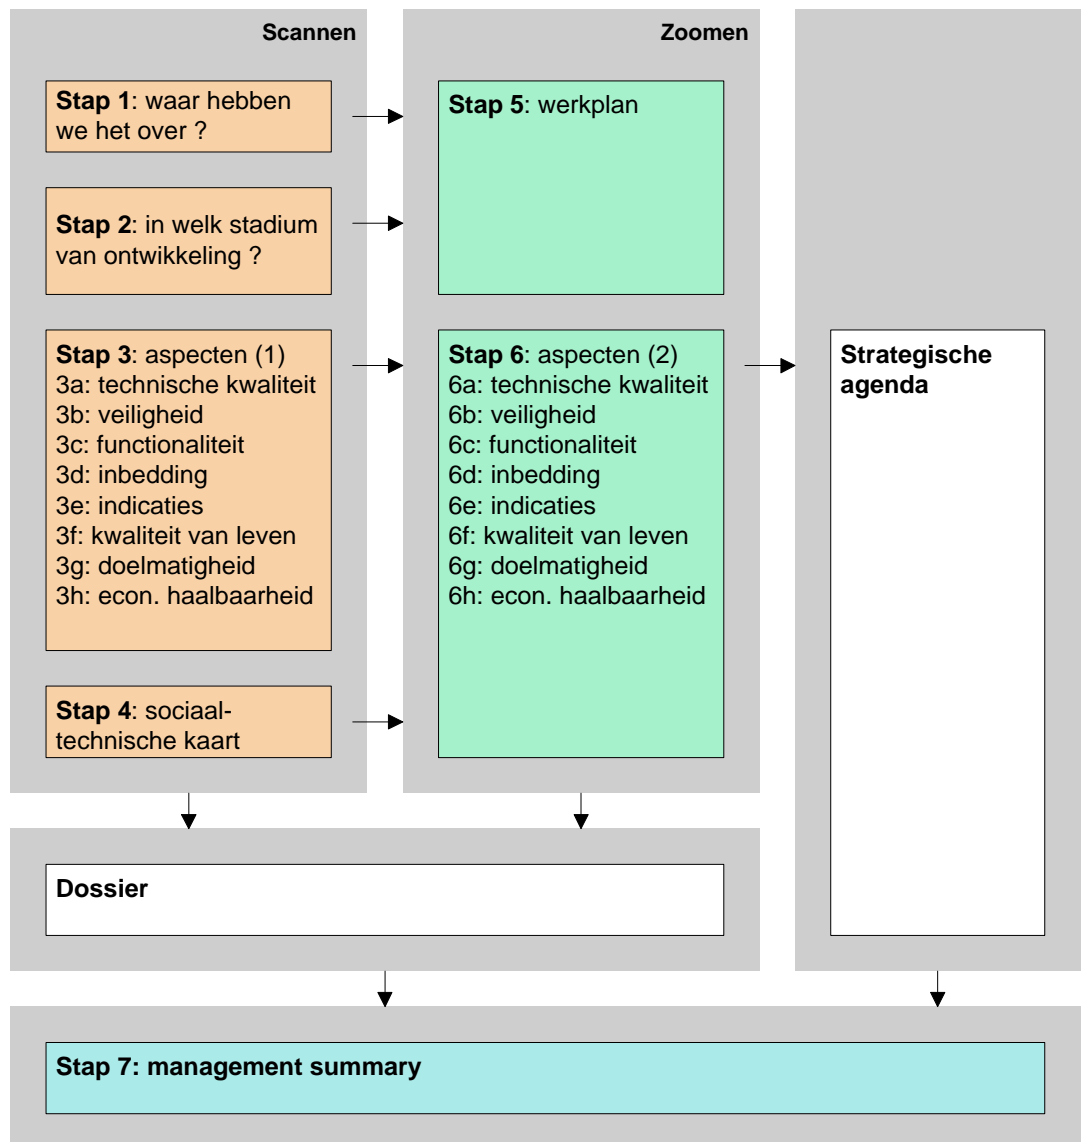 Scannen
Stap 1: waar hebben
we het over ?
Stap 2: in welk stadium
van ontwikkeling ?
Stap 3: aspecten (1)
3a: technische kwaliteit
3b: veiligheid
3c: functionaliteit
3d: inbedding
3e: indicaties
3f: kwaliteit van leven
3g: doelmatigheid
3h: econ. haalbaarheid
Stap 4: sociaal-
technische kaart
Zoomen
Stap 5: werkplan
Stap 6: aspecten (2)
6a: technische kwaliteit
6b: veiligheid
6c: functionaliteit
6d: inbedding
6e: indicaties
6f: kwaliteit van leven
6g: doelmatigheid
6h: econ. haalbaarheid
Strategische
agenda
Dossier
Stap 7: management summary